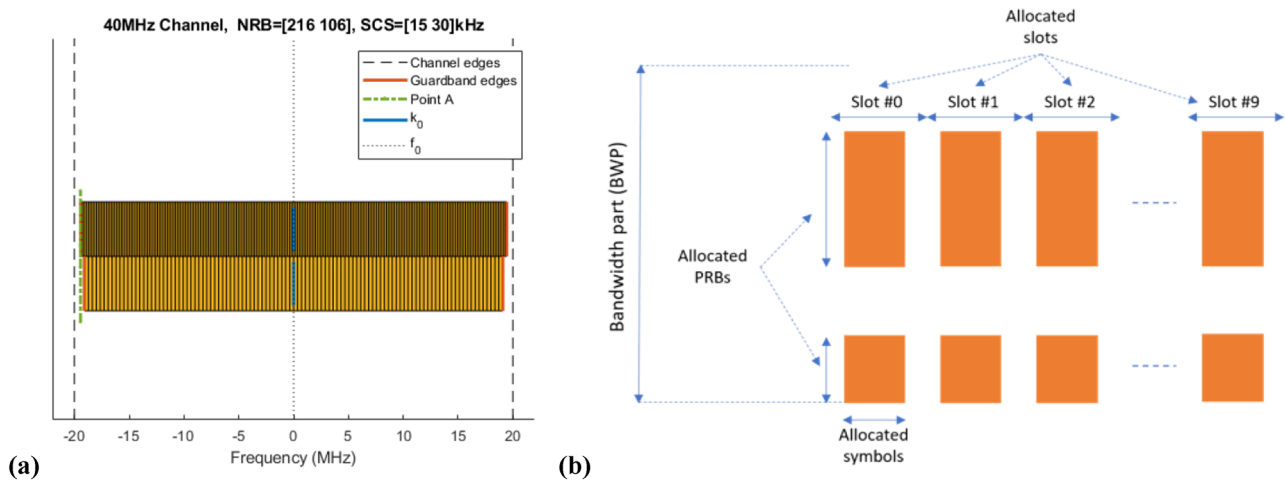 40MHz Channel, NRB=[216 106], SCS=[15 30]kHz
Channel edges
Guardband edges
Point A
k0
f0
-20
-15
-10
-5
0
5
10
15
20
Frequency (MHz)
(a)
Allocated
slots
Slot #0
Slot #1
Slot #2
Slot #9
Bandwidth part (BWP)
Allocated
PRBs
Allocated
symbols
(b)